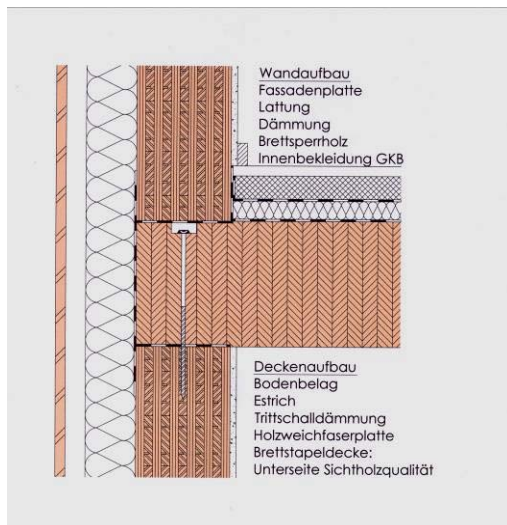 Wandaufbau
Fassadenplatte
Lattung
Dämmung
Brettsperrholz
Innenbekleidung GKB
Deckenaufbau
Bodenbelag
Estrich
Trittschalldämmung
Holzweichfaserplatte
Brettstapeldecke:
Unterseite Sichtholzqualität